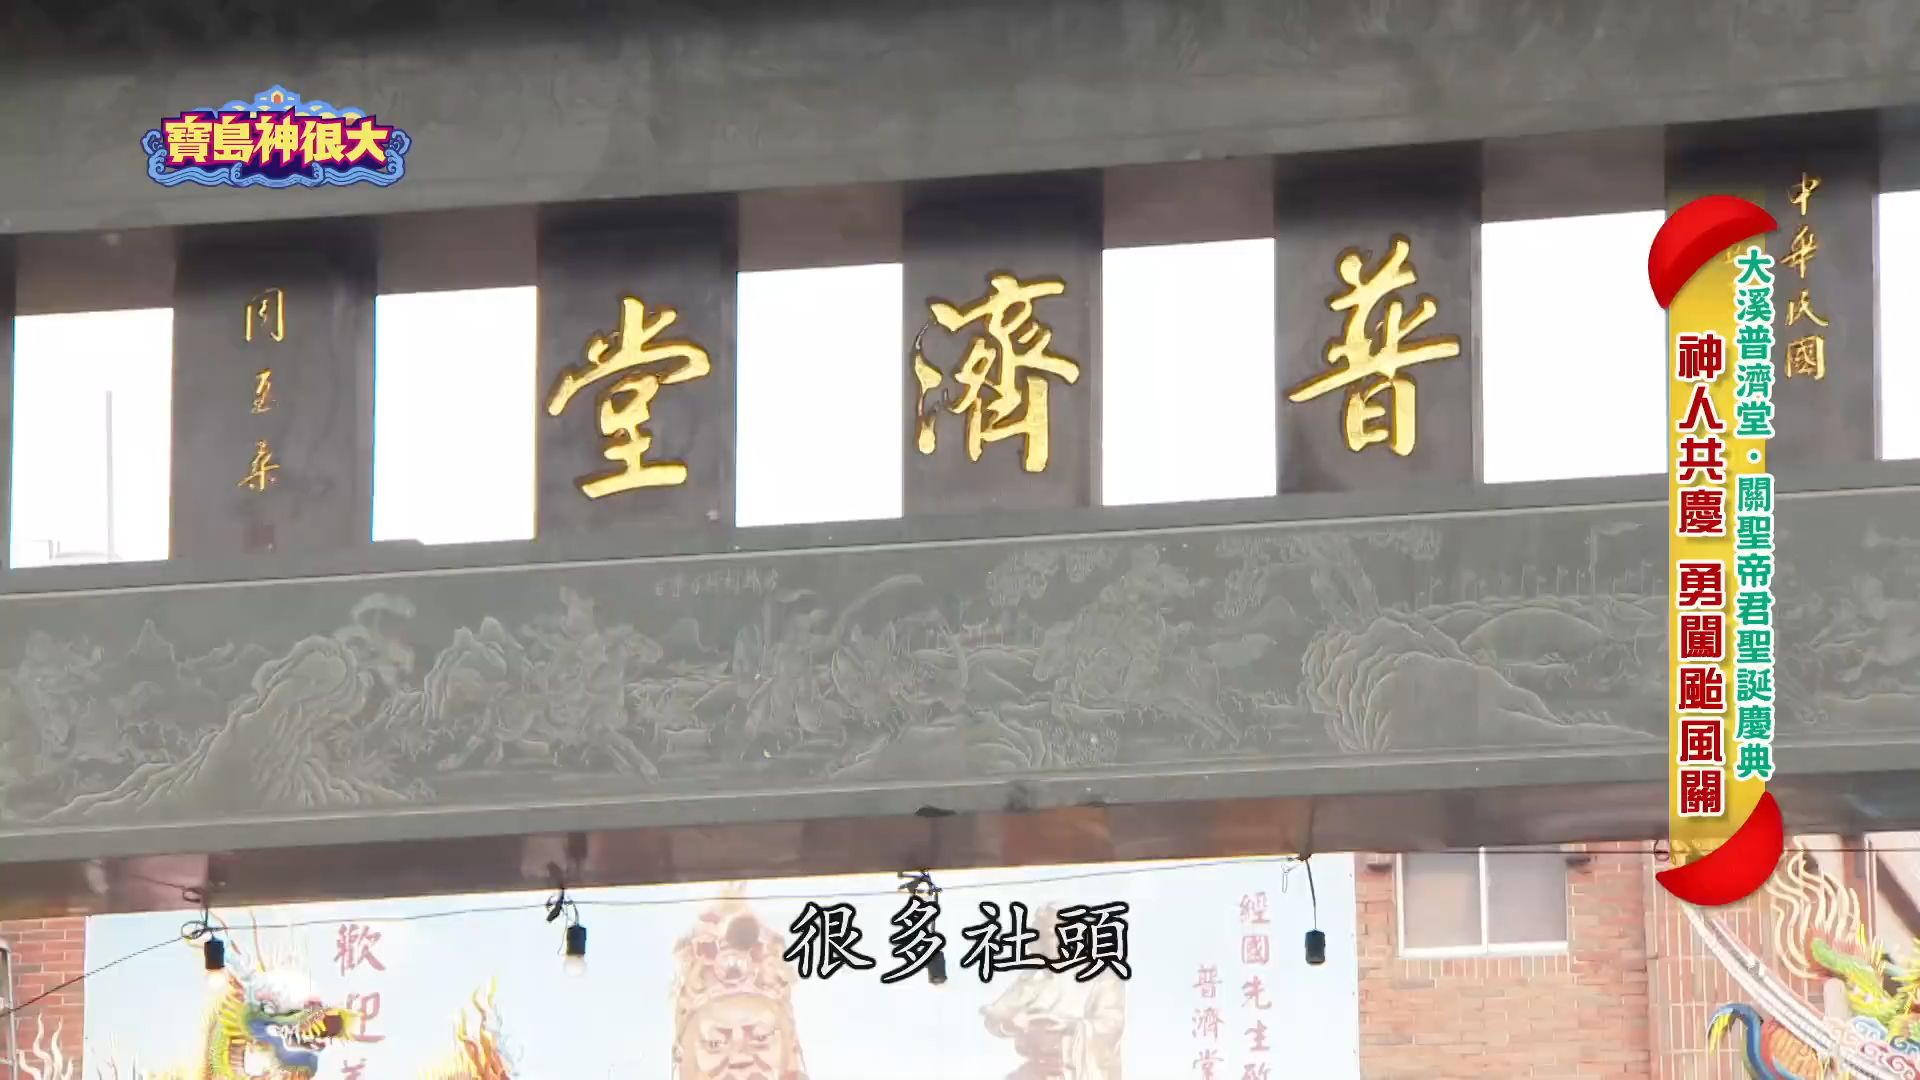 寶島神很大
中華民國
普濟堂
大溪普濟堂·關聖帝君聖誕慶典
神人共慶 勇闖颱風關
歡迎
經國先生
普濟堂
很多社頭